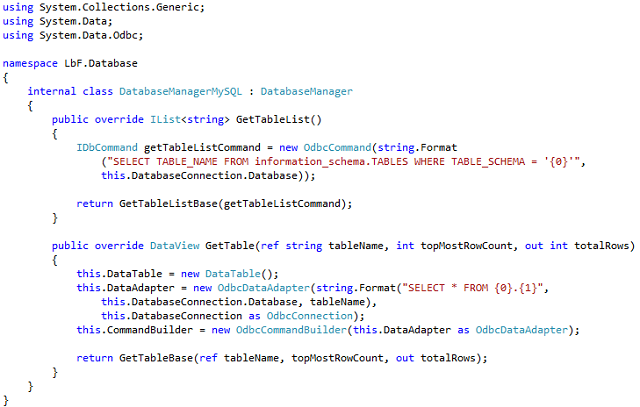 using System.Collections.Generic;
using System.Data;
using System.Data.Odbc;

namespace LbF.Database
{
    internal class DatabaseManagerMySQL : DatabaseManager
    {
        public override IList<string> GetTableList()
        {
            IDbCommand getTableListCommand = new OdbcCommand(string.Format
                ("SELECT TABLE_NAME FROM information_schema.TABLES WHERE TABLE_SCHEMA = '{0}'",
                this.DatabaseConnection.Database));

            return GetTableListBase(getTableListCommand);
        }

        public override DataView GetTable(ref string tableName, int topMostRowCount, out int totalRows)
        {
            this.DataTable = new DataTable();
            this.DataAdapter = new OdbcDataAdapter(string.Format("SELECT * FROM {0}.{1}",
                this.DatabaseConnection.Database, tableName),
                this.DatabaseConnection as OdbcConnection);
            this.CommandBuilder = new OdbcCommandBuilder(this.DataAdapter as OdbcDataAdapter);

            return GetTableBase(ref tableName, topMostRowCount, out totalRows);
        }
    }
}